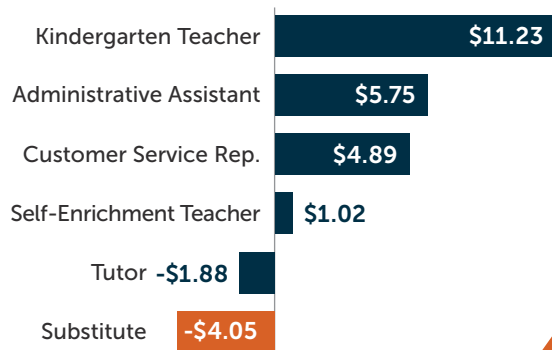 Kindergarten Teacher $11.23
Administrative Assistant $5.75
Customer Service Rep. $4.89
Self-Enrichment Teacher $1.02
Tutor -$1.88
Substitute -$4.05